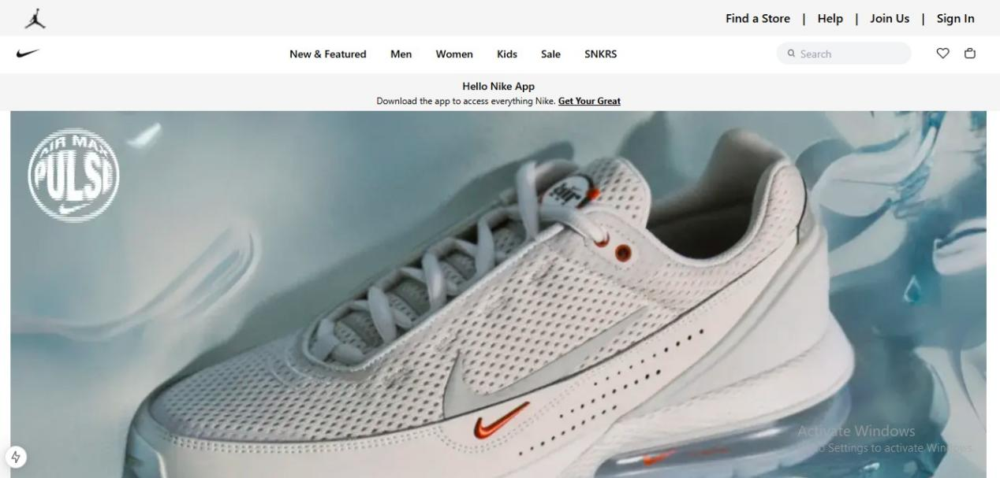 Find a Store | Help | Join Us | Sign In
New & Featured Men Women Kids Sale SNKRS Search
Hello Nike App
Download the app to access everything Nike. Get Your Great
AIR MAX
PULSE
Activate Windows
to Settings to activate Windows.